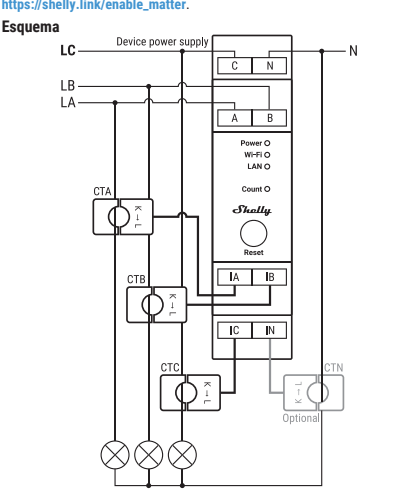 https://shelly.link/enable_matter.
Esquema
LC Device power supply N
C N
LB
LA
A B
Power
Wi-Fi
LAN
Count
Shelly
Reset
CTA
K → L
IA IB
CTB
K → L
IC IN
CTC
K → L
CTN
K → L
Optional